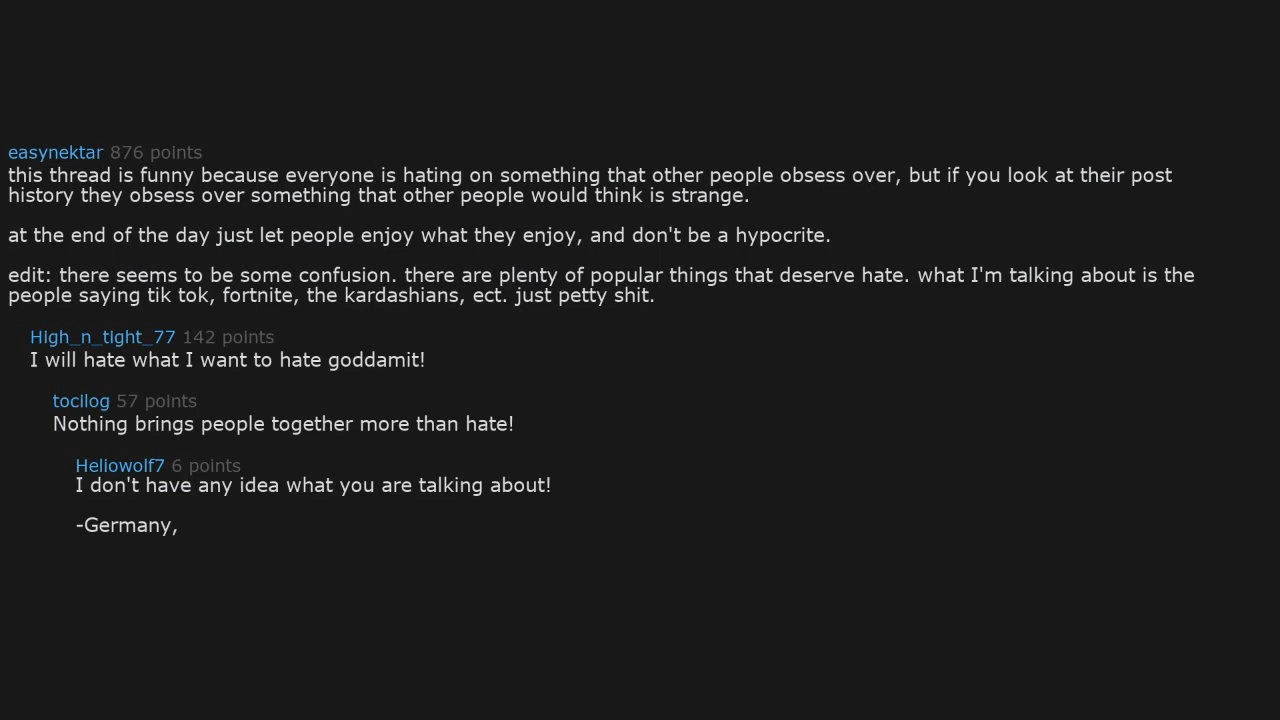 easynektar 876 points
this thread is funny because everyone is hating on something that other people obsess over, but if you look at their post
history they obsess over something that other people would think is strange.
at the end of the day just let people enjoy what they enjoy, and don't be a hypocrite.
edit: there seems to be some confusion. there are plenty of popular things that deserve hate. what I'm talking about is the
people saying tik tok, fortnite, the kardashians, ect. just petty shit.
High_n_tight_77 142 points
I will hate what I want to hate goddamit!
tocilog 57 points
Nothing brings people together more than hate!
Heliowolf7 6 points
I don't have any idea what you are talking about!
-Germany,